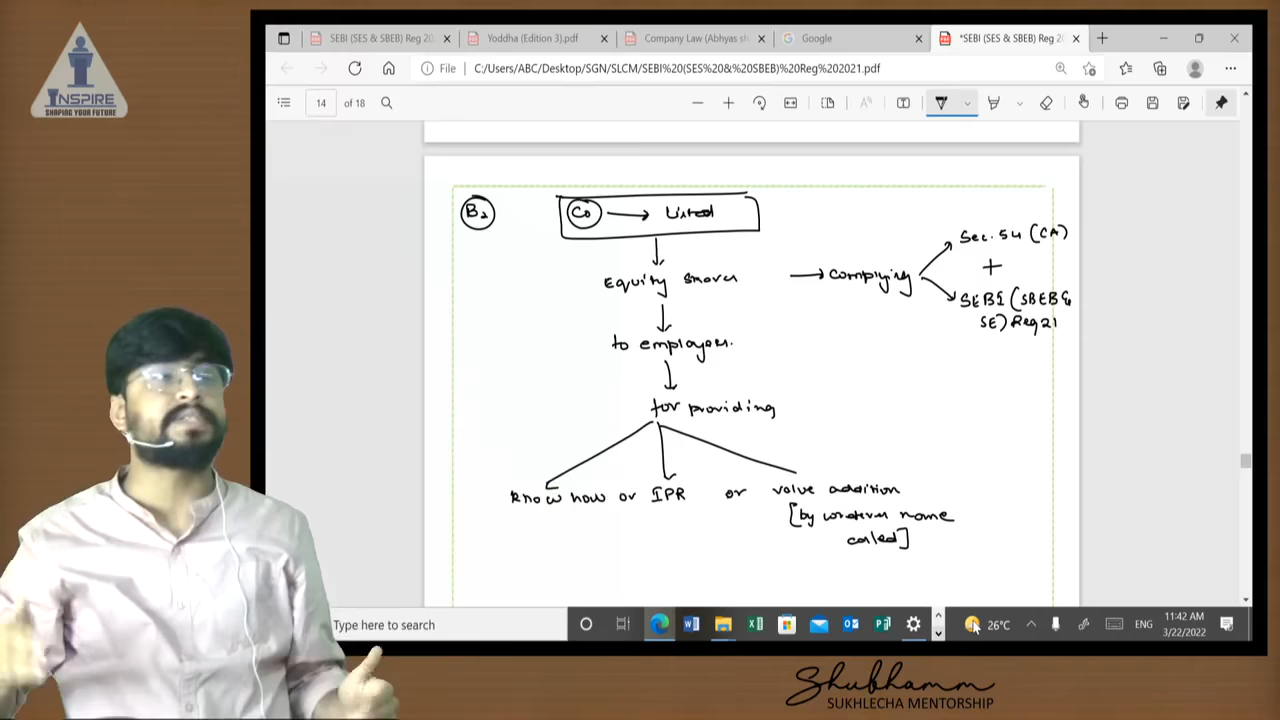 INSPIRE
SHAPING YOUR FUTURE
SEBI (SES & SBEB) Reg 20
Yoddha (Edition 3).pdf
Company Law (Abhyas sh
Google
*SEBI (SES & SBEB) Reg 2
File
C:/Users/ABC/Desktop/SGN/SLCM/SEBI%20(SES%20&%20SBEB)%20Reg%202021.pdf
14 of 18
B2
Co → Listed
Equity shares → complying
Sec. 54 (CA)
+
SEBI (SBEB &
SE) Reg 21
to employees.
for providing
know how or IPR or value addition
[by whatever name
called]
Type here to search
26°C
ENG
11:42 AM
3/22/2022
Shubhamm
SUKHLECHA MENTORSHIP